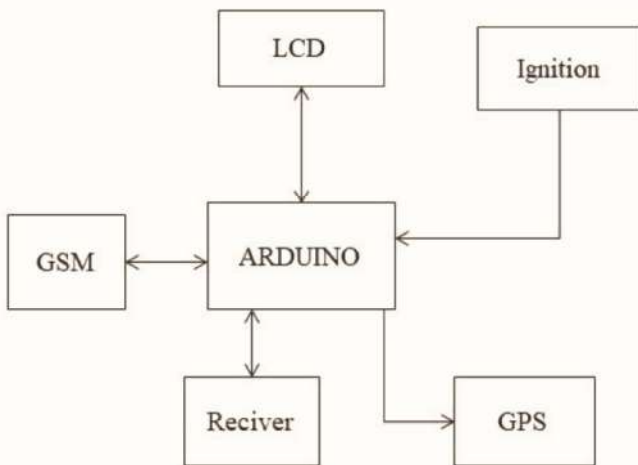 LCD
Ignition
GSM
ARDUINO
Reciver
GPS